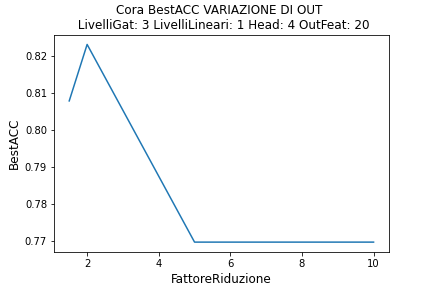 Cora BestACC VARIAZIONE DI OUT
LivelliGat: 3 LivelliLineari: 1 Head: 4 OutFeat: 20
0.82
0.81
0.80
0.79
0.78
0.77
BestACC
2
4
6
8
10
FattoreRiduzione